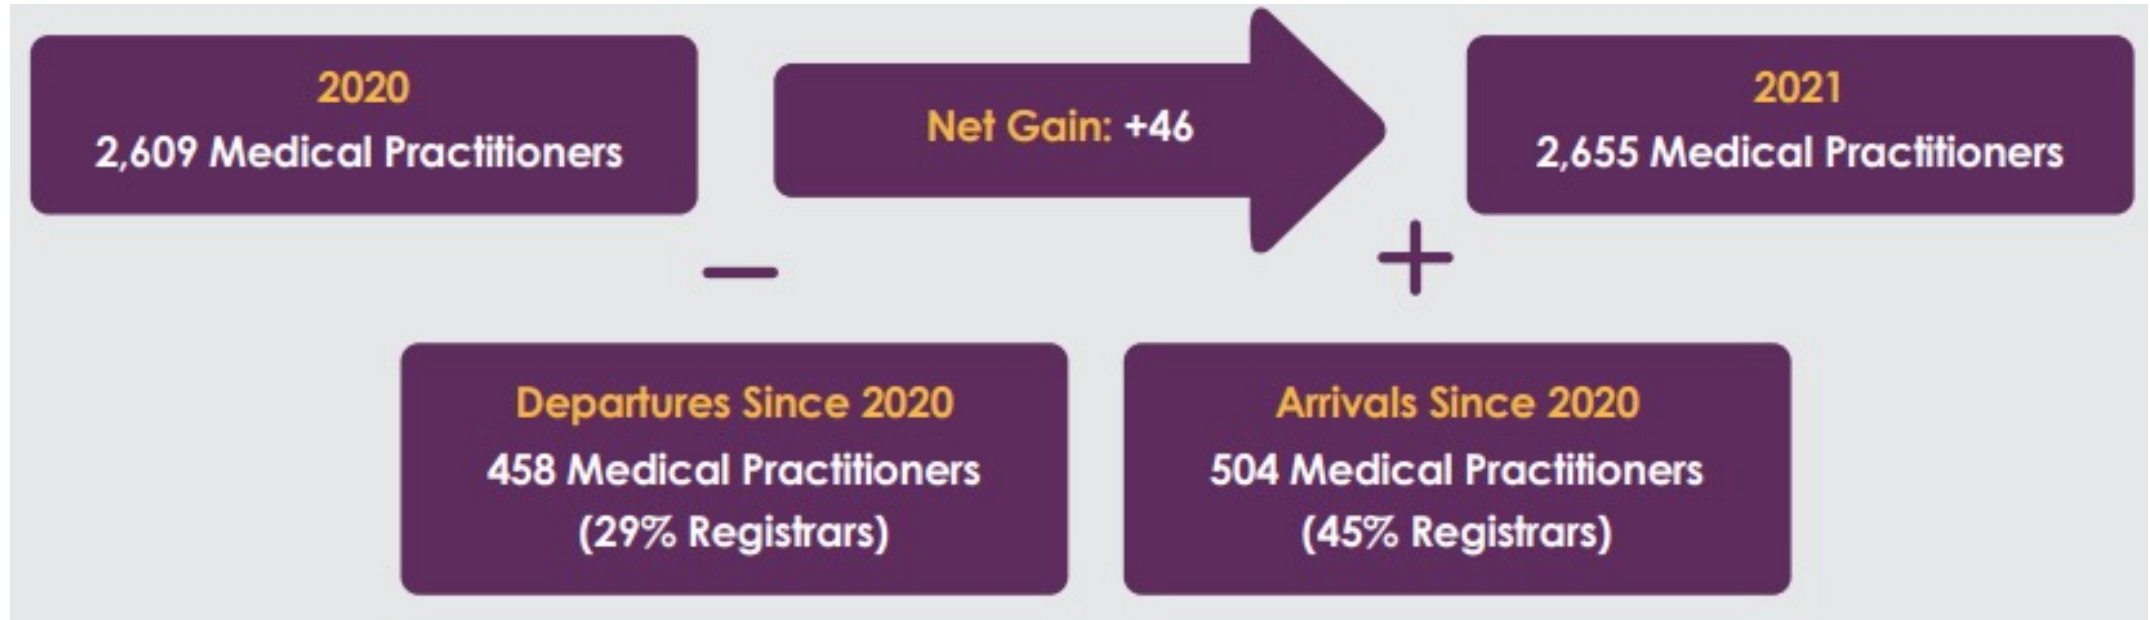 2020
2,609 Medical Practitioners
Net Gain: +46
2021
2,655 Medical Practitioners
−
+
Departures Since 2020
458 Medical Practitioners
(29% Registrars)
Arrivals Since 2020
504 Medical Practitioners
(45% Registrars)